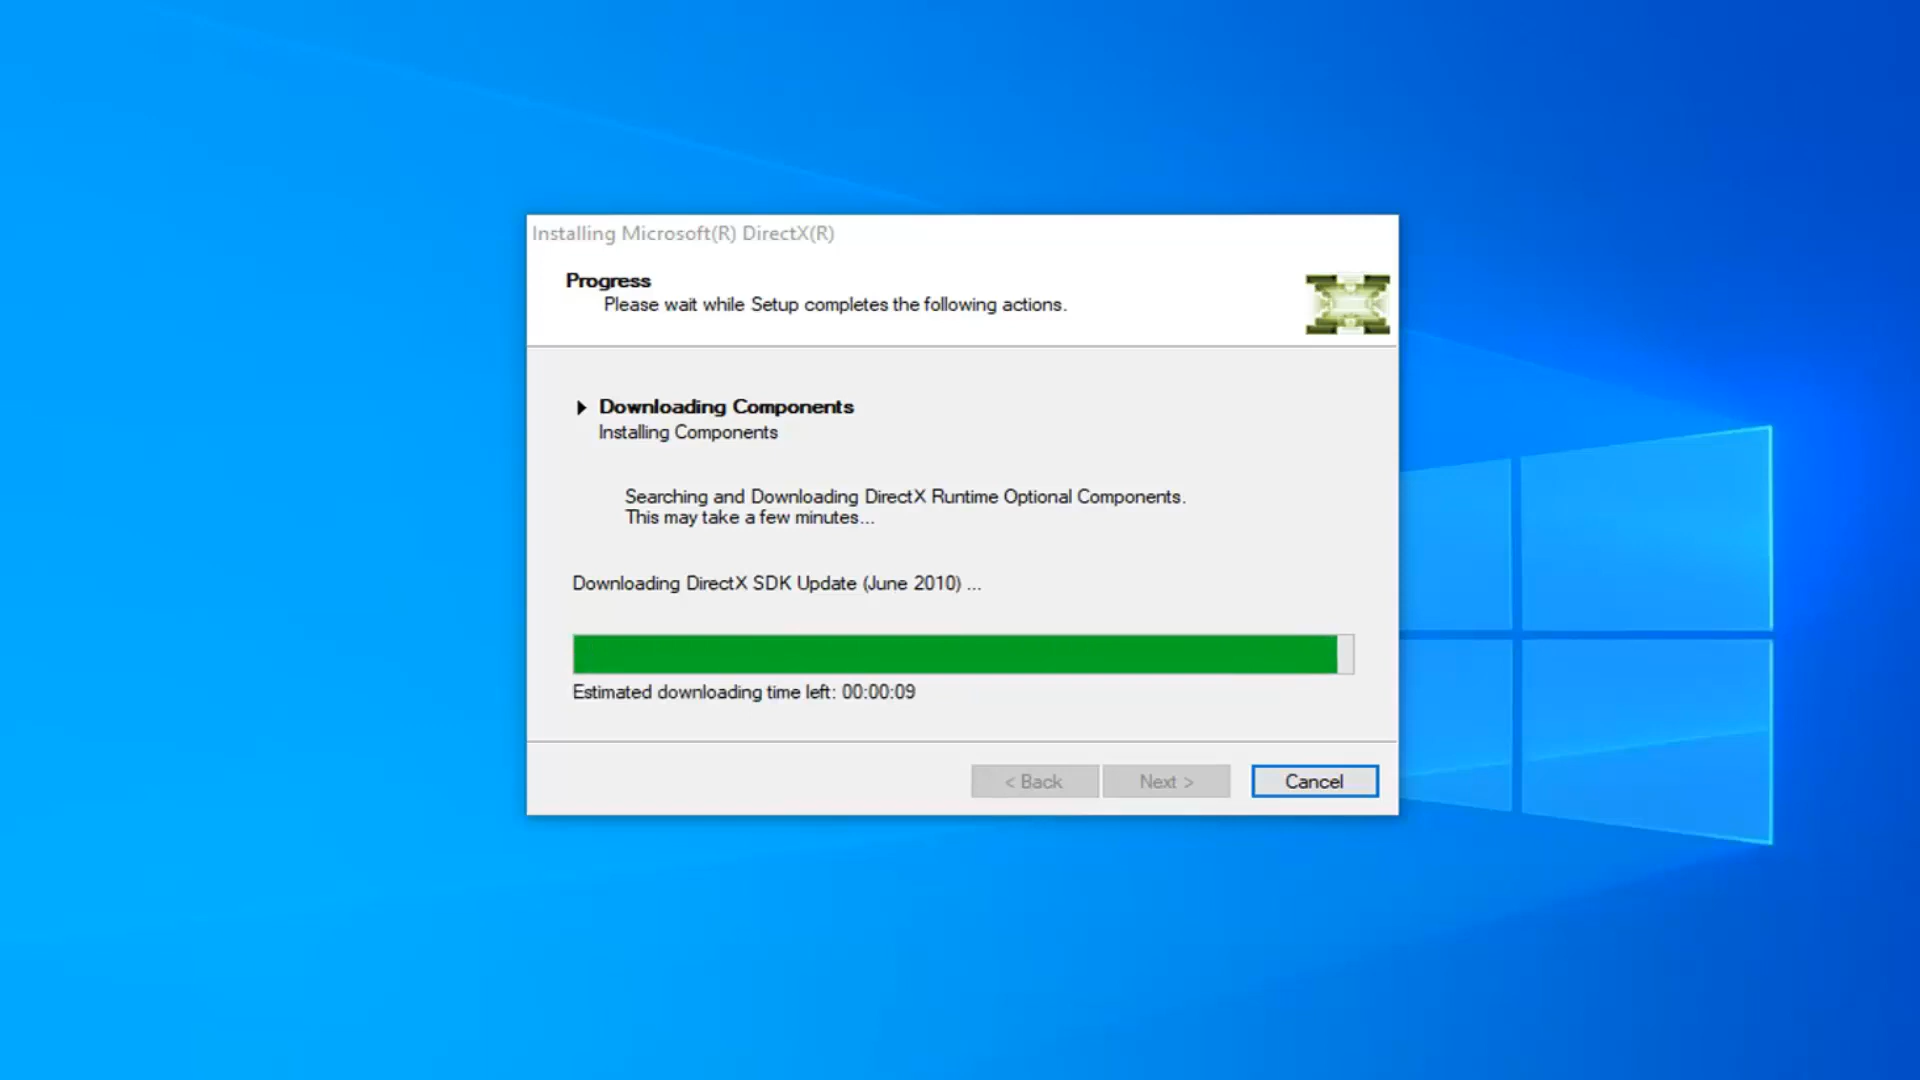 Installing Microsoft(R) DirectX(R)
Progress
Please wait while Setup completes the following actions.
Downloading Components
Installing Components
Searching and Downloading DirectX Runtime Optional Components.
This may take a few minutes...
Downloading DirectX SDK Update (June 2010) ...
Estimated downloading time left: 00:00:09
< Back
Next >
Cancel